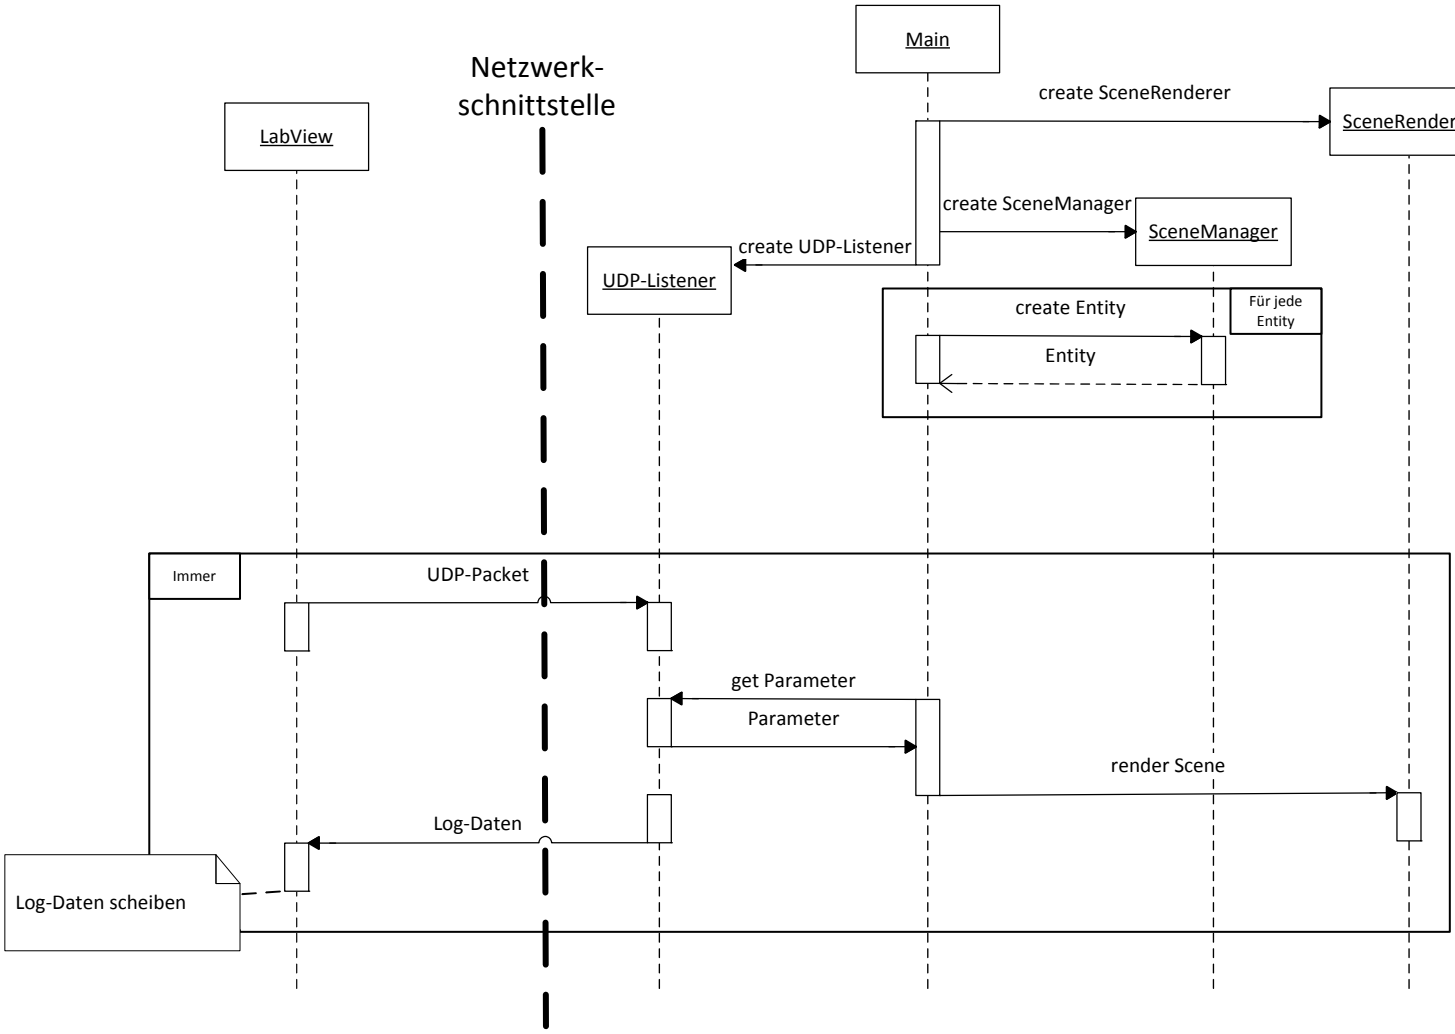 Main
Netzwerk-
schnittstelle
create SceneRenderer
LabView
SceneRender
create SceneManager
SceneManager
create UDP-Listener
UDP-Listener
create Entity
Für jede
Entity
Entity
Immer
UDP-Packet
get Parameter
Parameter
render Scene
Log-Daten
Log-Daten scheiben